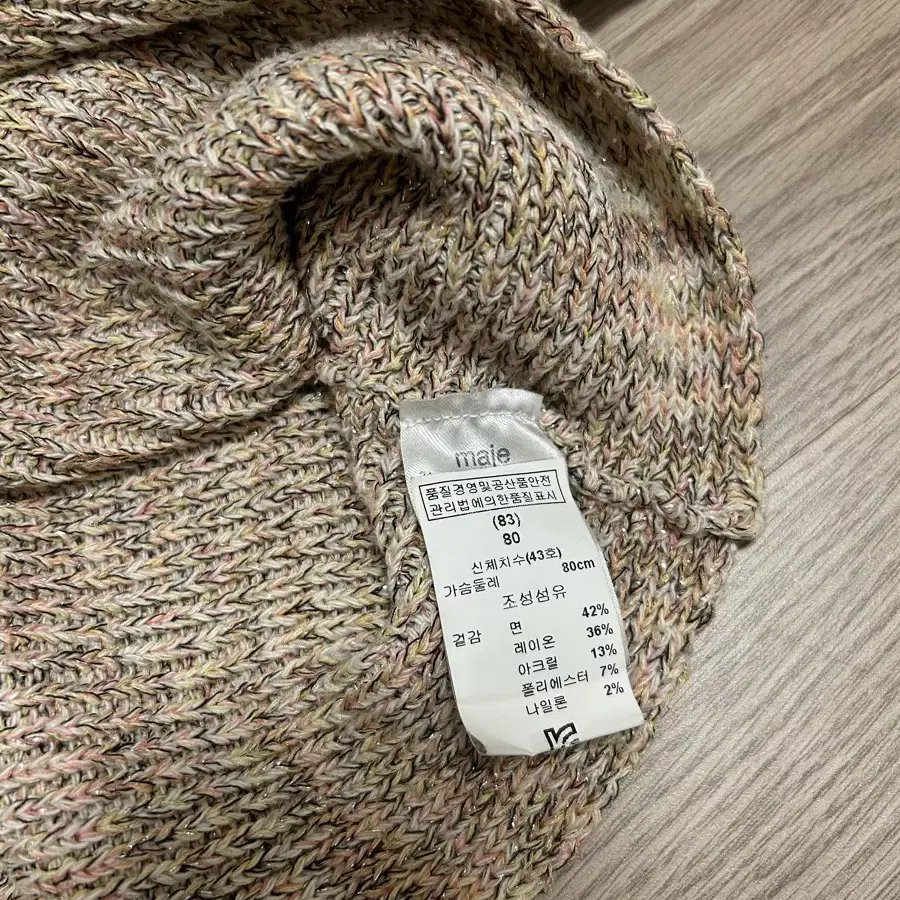 maje
품질경영및공산품안전
관리법에의한품질표시
(83)
80
신체치수(43호)
가슴둘레 80cm
조성섬유
겉감 면 42%
레이온 36%
아크릴 13%
폴리에스터 7%
나일론 2%